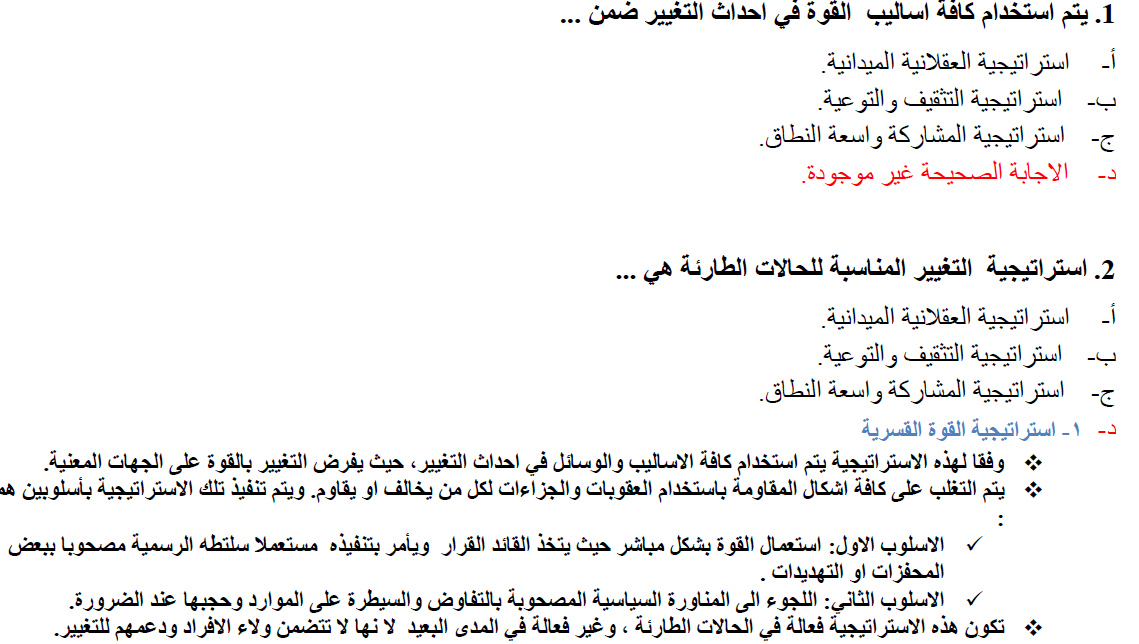 1. يتم استخدام كافة اساليب القوة في احداث التغيير ضمن ...
أ- استراتيجية العقلانية الميدانية.
ب- استراتيجية التثقيف والتوعية.
ج- استراتيجية المشاركة واسعة النطاق.
د- الاجابة الصحيحة غير موجودة.
2. استراتيجية التغيير المناسبة للحالات الطارئة هي ...
أ- استراتيجية العقلانية الميدانية.
ب- استراتيجية التثقيف والتوعية.
ج- استراتيجية المشاركة واسعة النطاق.
د- ١- استراتيجية القوة القسرية
❖ وفقا لهذه الاستراتيجية يتم استخدام كافة الاساليب والوسائل في احداث التغيير، حيث يفرض التغيير بالقوة على الجهات المعنية.
❖ يتم التغلب على كافة اشكال المقاومة باستخدام العقوبات والجزاءات لكل من يخالف او يقاوم. ويتم تنفيذ تلك الاستراتيجية بأسلوبين هم
:
✓ الاسلوب الاول: استعمال القوة بشكل مباشر حيث يتخذ القائد القرار ويأمر بتنفيذه مستعملا سلتطه الرسمية مصحوبا ببعض
المحفزات او التهديدات .
✓ الاسلوب الثاني: اللجوء الى المناورة السياسية المصحوبة بالتفاوض والسيطرة على الموارد وحجبها عند الضرورة.
❖ تكون هذه الاستراتيجية فعالة في الحالات الطارئة ، وغير فعالة في المدى البعيد لا نها لا تتضمن ولاء الافراد ودعمهم للتغيير.